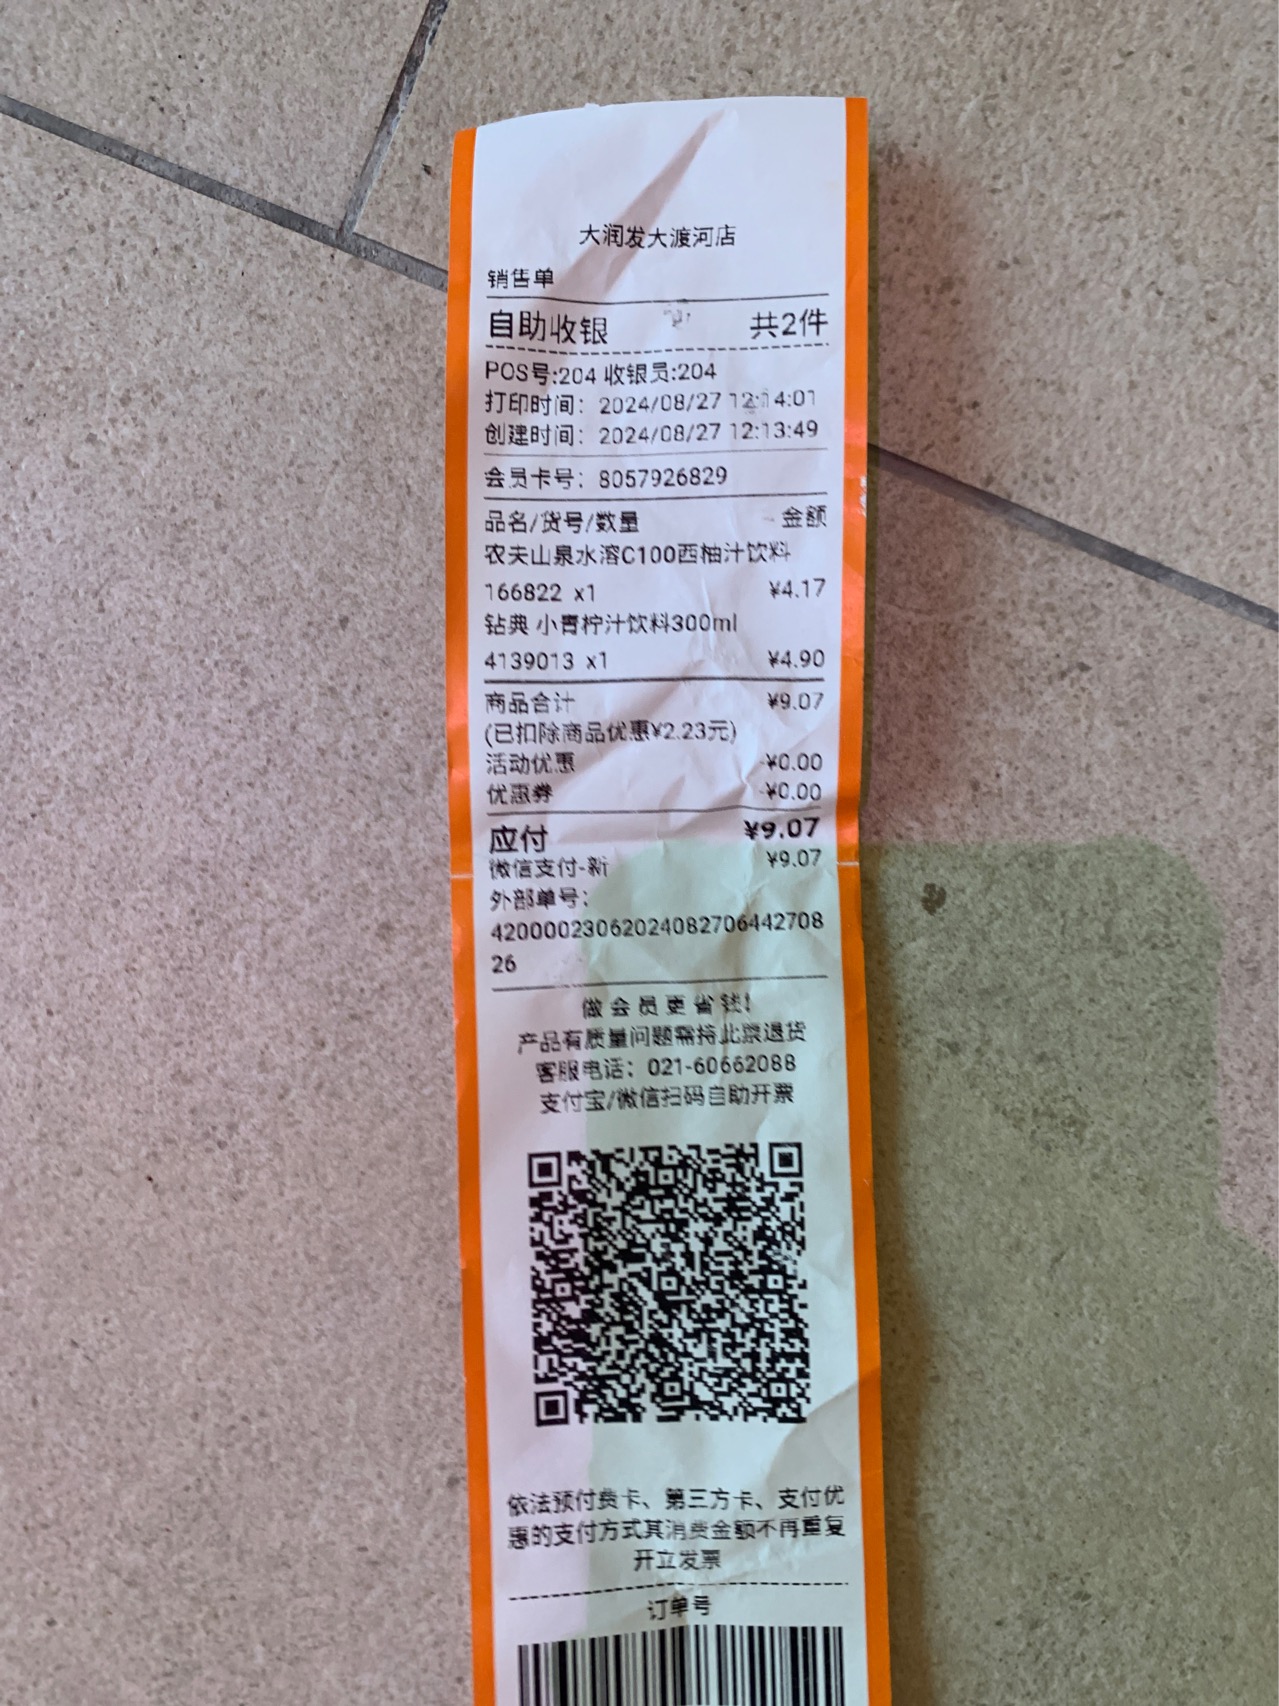 大润发大渡河店
销售单
自助收银 共2件
POS号:204 收银员:204
打印时间: 2024/08/27 12:14:01
创建时间: 2024/08/27 12:13:49
会员卡号: 8057926829
品名/货号/数量 金额
农夫山泉水溶C100西柚汁饮料
166822 x1 ¥4.17
钻典 小青柠汁饮料300ml
4139013 x1 ¥4.90
商品合计 ¥9.07
(已扣除商品优惠¥2.23元)
活动优惠 -¥0.00
优惠券 -¥0.00
应付 ¥9.07
微信支付-新 ¥9.07
外部单号:
42000023062024082706442708
26
做会员更省钱!
产品有质量问题需持此票退货
客服电话: 021-60662088
支付宝/微信扫码自助开票
依法预付费卡、第三方卡、支付优
惠的支付方式其消费金额不再重复
开立发票
订单号